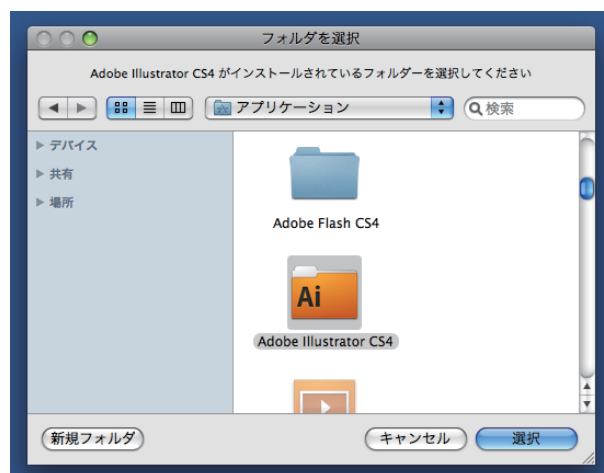 フォルダを選択
Adobe Illustrator CS4 がインストールされているフォルダーを選択してください
アプリケーション
検索
デバイス
共有
場所
Adobe Flash CS4
Ai
Adobe Illustrator CS4
新規フォルダ
キャンセル
選択